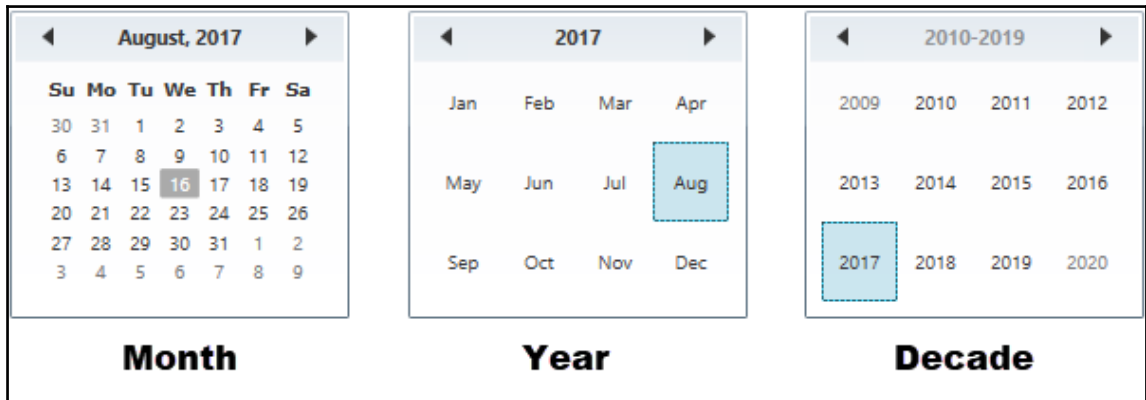 August, 2017
Su Mo Tu We Th Fr Sa
30 31 1 2 3 4 5
6 7 8 9 10 11 12
13 14 15 16 17 18 19
20 21 22 23 24 25 26
27 28 29 30 31 1 2
3 4 5 6 7 8 9
Month
2017
Jan Feb Mar Apr
May Jun Jul Aug
Sep Oct Nov Dec
Year
2010-2019
2009 2010 2011 2012
2013 2014 2015 2016
2017 2018 2019 2020
Decade